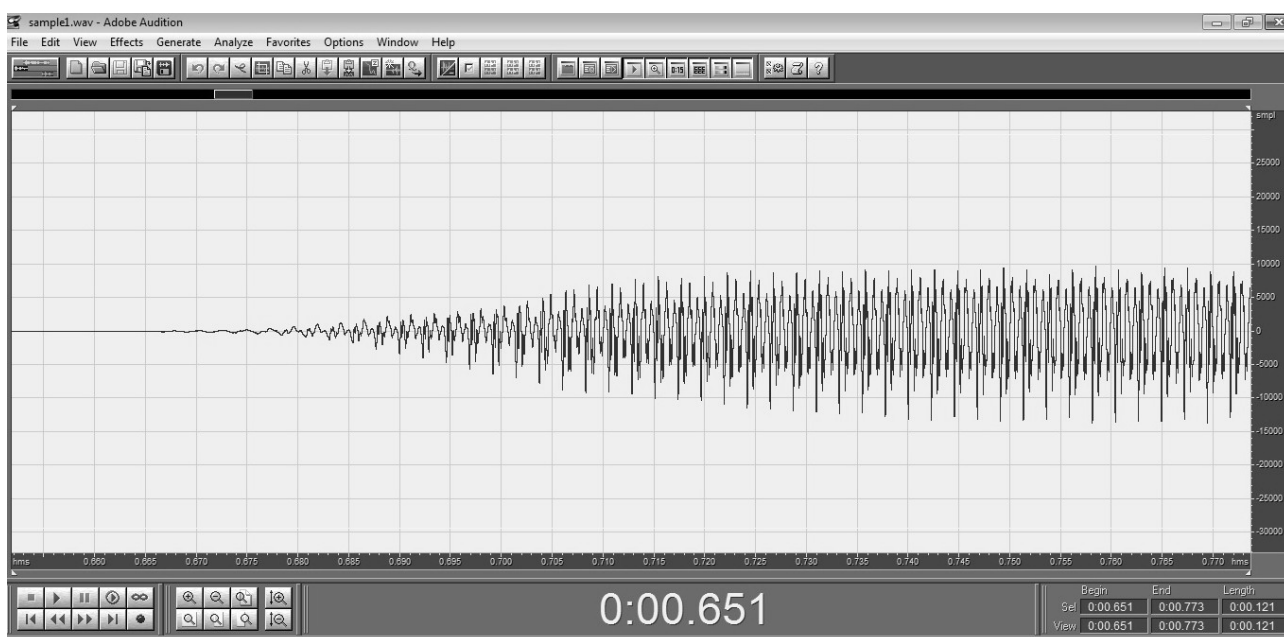 sample1.wav - Adobe Audition
File Edit View Effects Generate Analyze Favorites Options Window Help
smpl
25000
20000
15000
10000
5000
0
-5000
-10000
-15000
-20000
-25000
-30000
hms 0.660 0.665 0.670 0.675 0.680 0.685 0.690 0.695 0.700 0.705 0.710 0.715 0.720 0.725 0.730 0.735 0.740 0.745 0.750 0.755 0.760 0.765 0.770 hms
0:00.651
Begin End Length
Sel 0:00.651 0:00.773 0:00.121
View 0:00.651 0:00.773 0:00.121